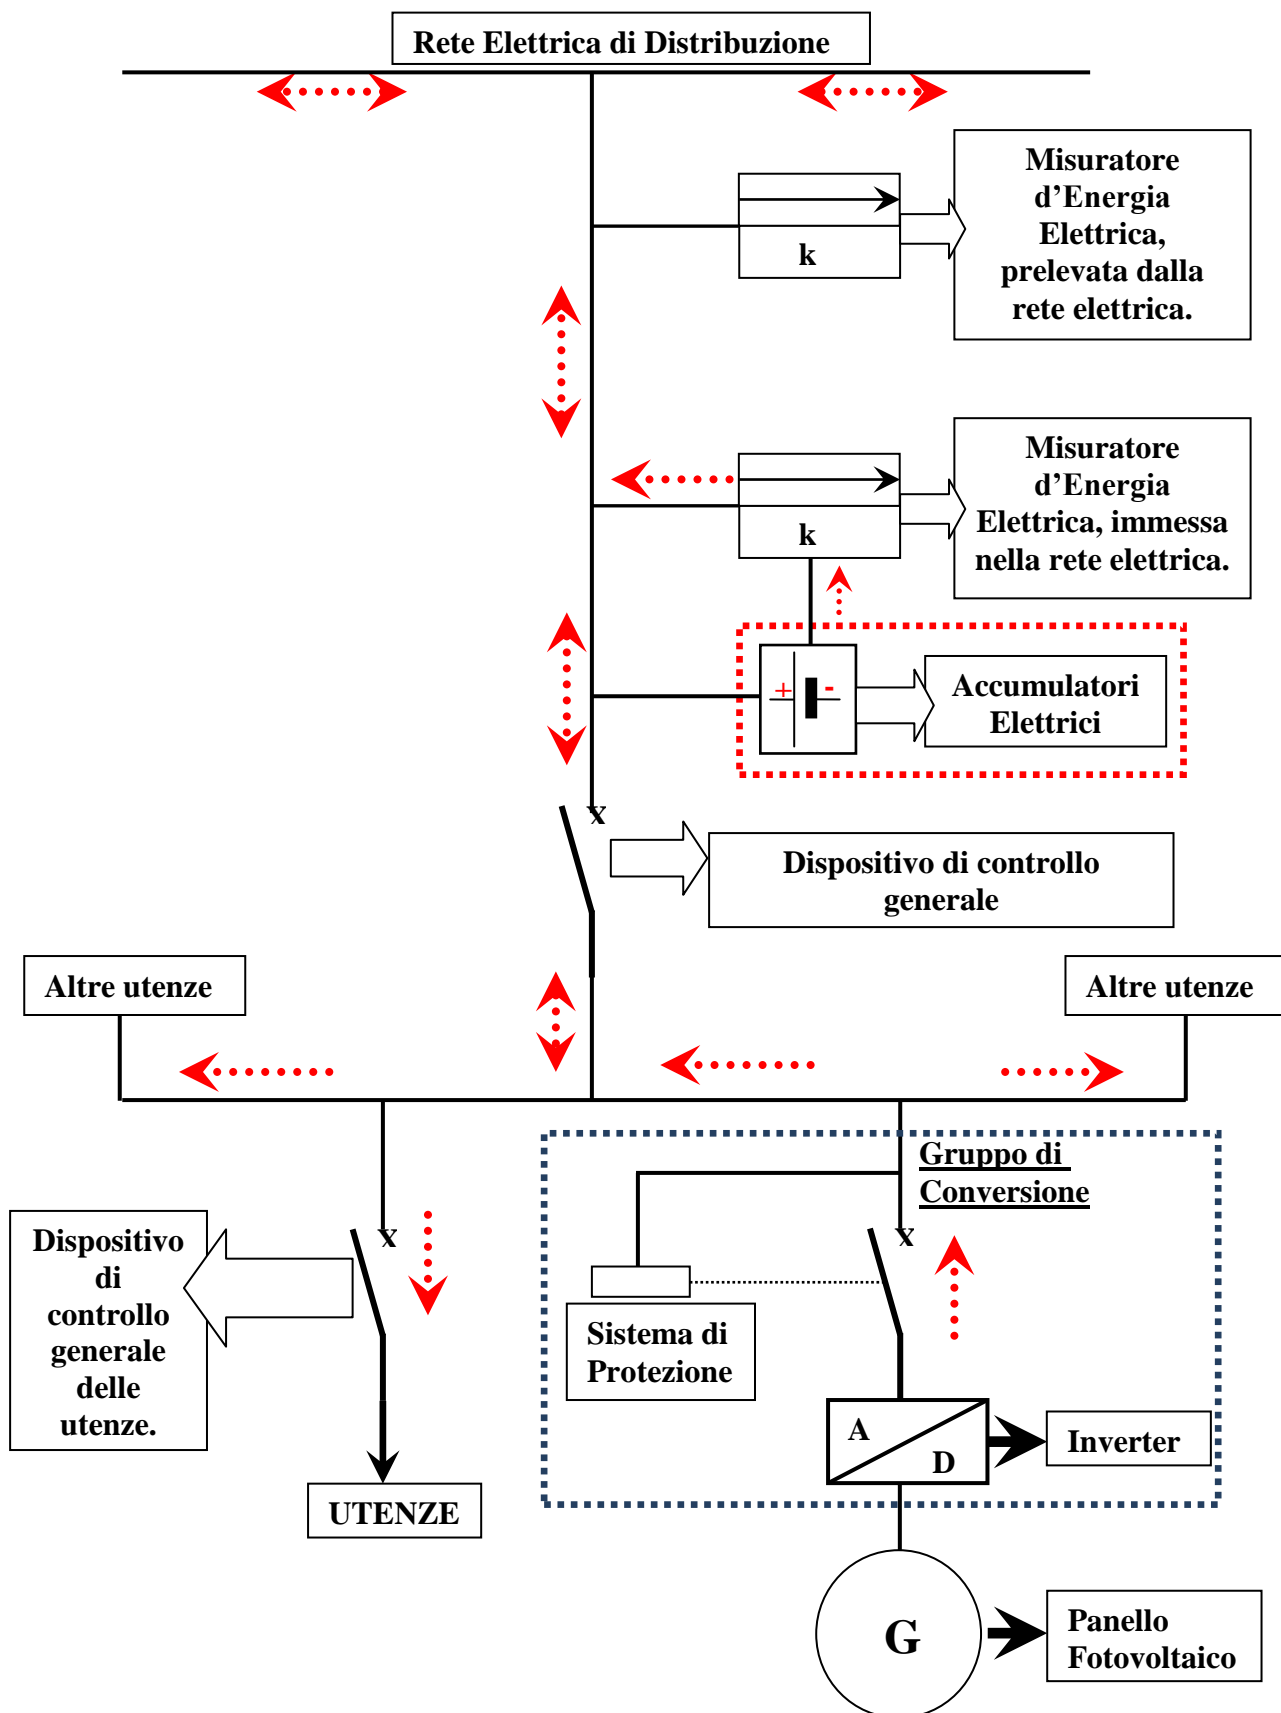 Rete Elettrica di Distribuzione
Misuratore
d’Energia
Elettrica,
prelevata dalla
rete elettrica.
k
Misuratore
d’Energia
Elettrica, immessa
nella rete elettrica.
k
+ -
Accumulatori
Elettrici
x
Dispositivo di controllo
generale
Altre utenze
Altre utenze
Gruppo di
Conversione
x
x
Dispositivo
di
controllo
generale
delle
utenze.
Sistema di
Protezione
A
D
Inverter
UTENZE
G
Panello
Fotovoltaico